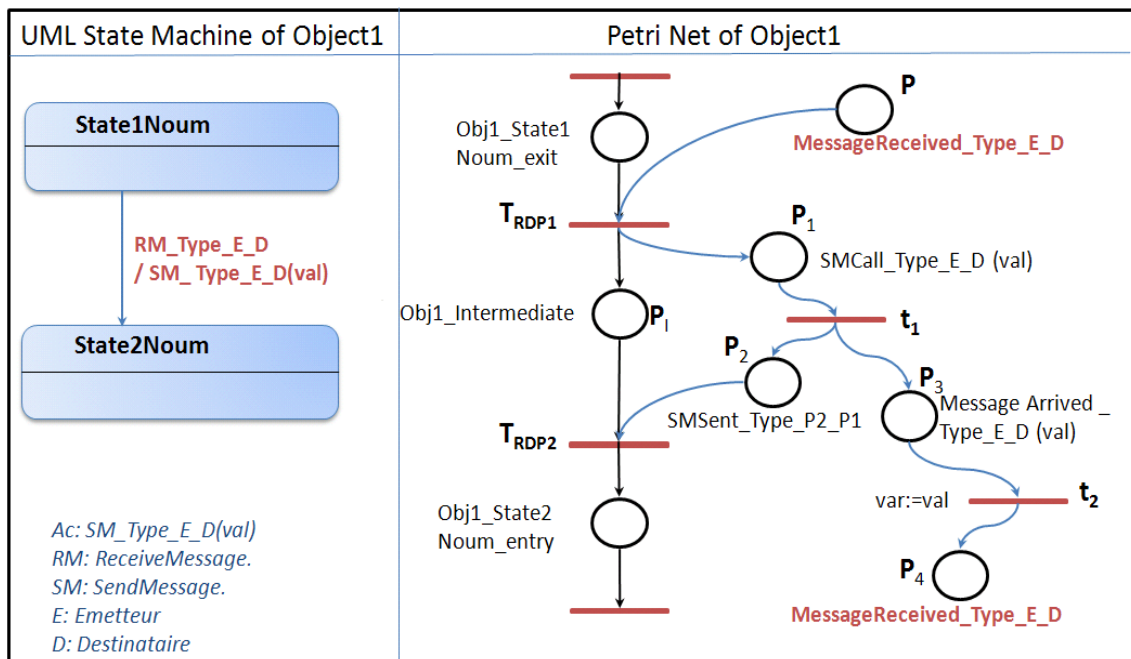 UML State Machine of Object1
State1Noum
RM_Type_E_D
/ SM_ Type_E_D(val)
State2Noum
Ac: SM_Type_E_D(val)
RM: ReceiveMessage.
SM: SendMessage.
E: Emetteur
D: Destinataire
Petri Net of Object1
P
MessageReceived_Type_E_D
Obj1_State1
Noum_exit
TRDP1
P1
SMCall_Type_E_D (val)
Obj1_Intermediate
PI
t1
P2
SMSent_Type_P2_P1
P3
Message Arrived _
Type_E_D (val)
TRDP2
var:=val
t2
Obj1_State2
Noum_entry
P4
MessageReceived_Type_E_D